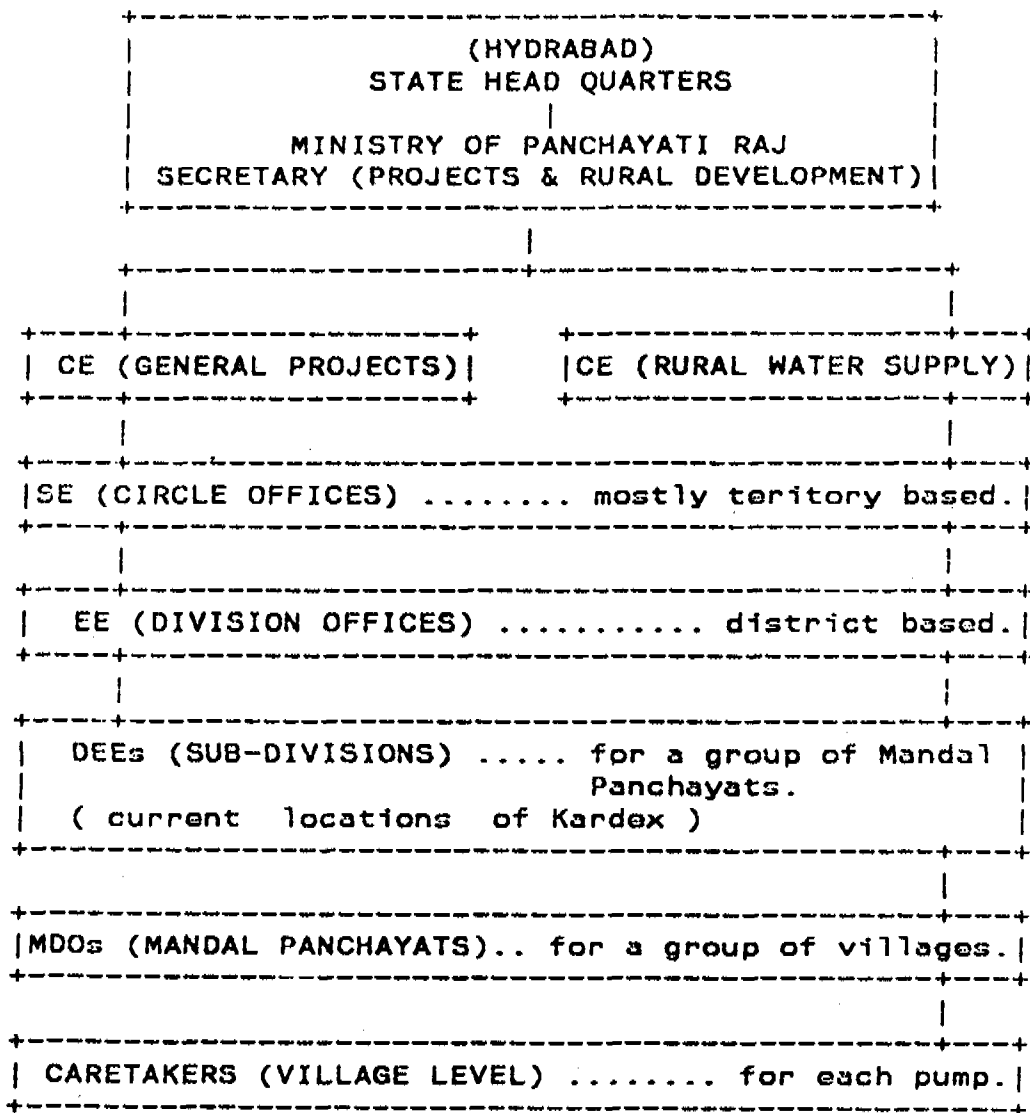 (HYDRABAD)
STATE HEAD QUARTERS
MINISTRY OF PANCHAYATI RAJ
SECRETARY (PROJECTS & RURAL DEVELOPMENT)
CE (GENERAL PROJECTS) CE (RURAL WATER SUPPLY)
SE (CIRCLE OFFICES) ........ mostly teritory based.
EE (DIVISION OFFICES) ........... district based.
DEEs (SUB-DIVISIONS) ..... for a group of Mandal
Panchayats.
( current locations of Kardex )
MDOs (MANDAL PANCHAYATS).. for a group of villages.
CARETAKERS (VILLAGE LEVEL) ........ for each pump.